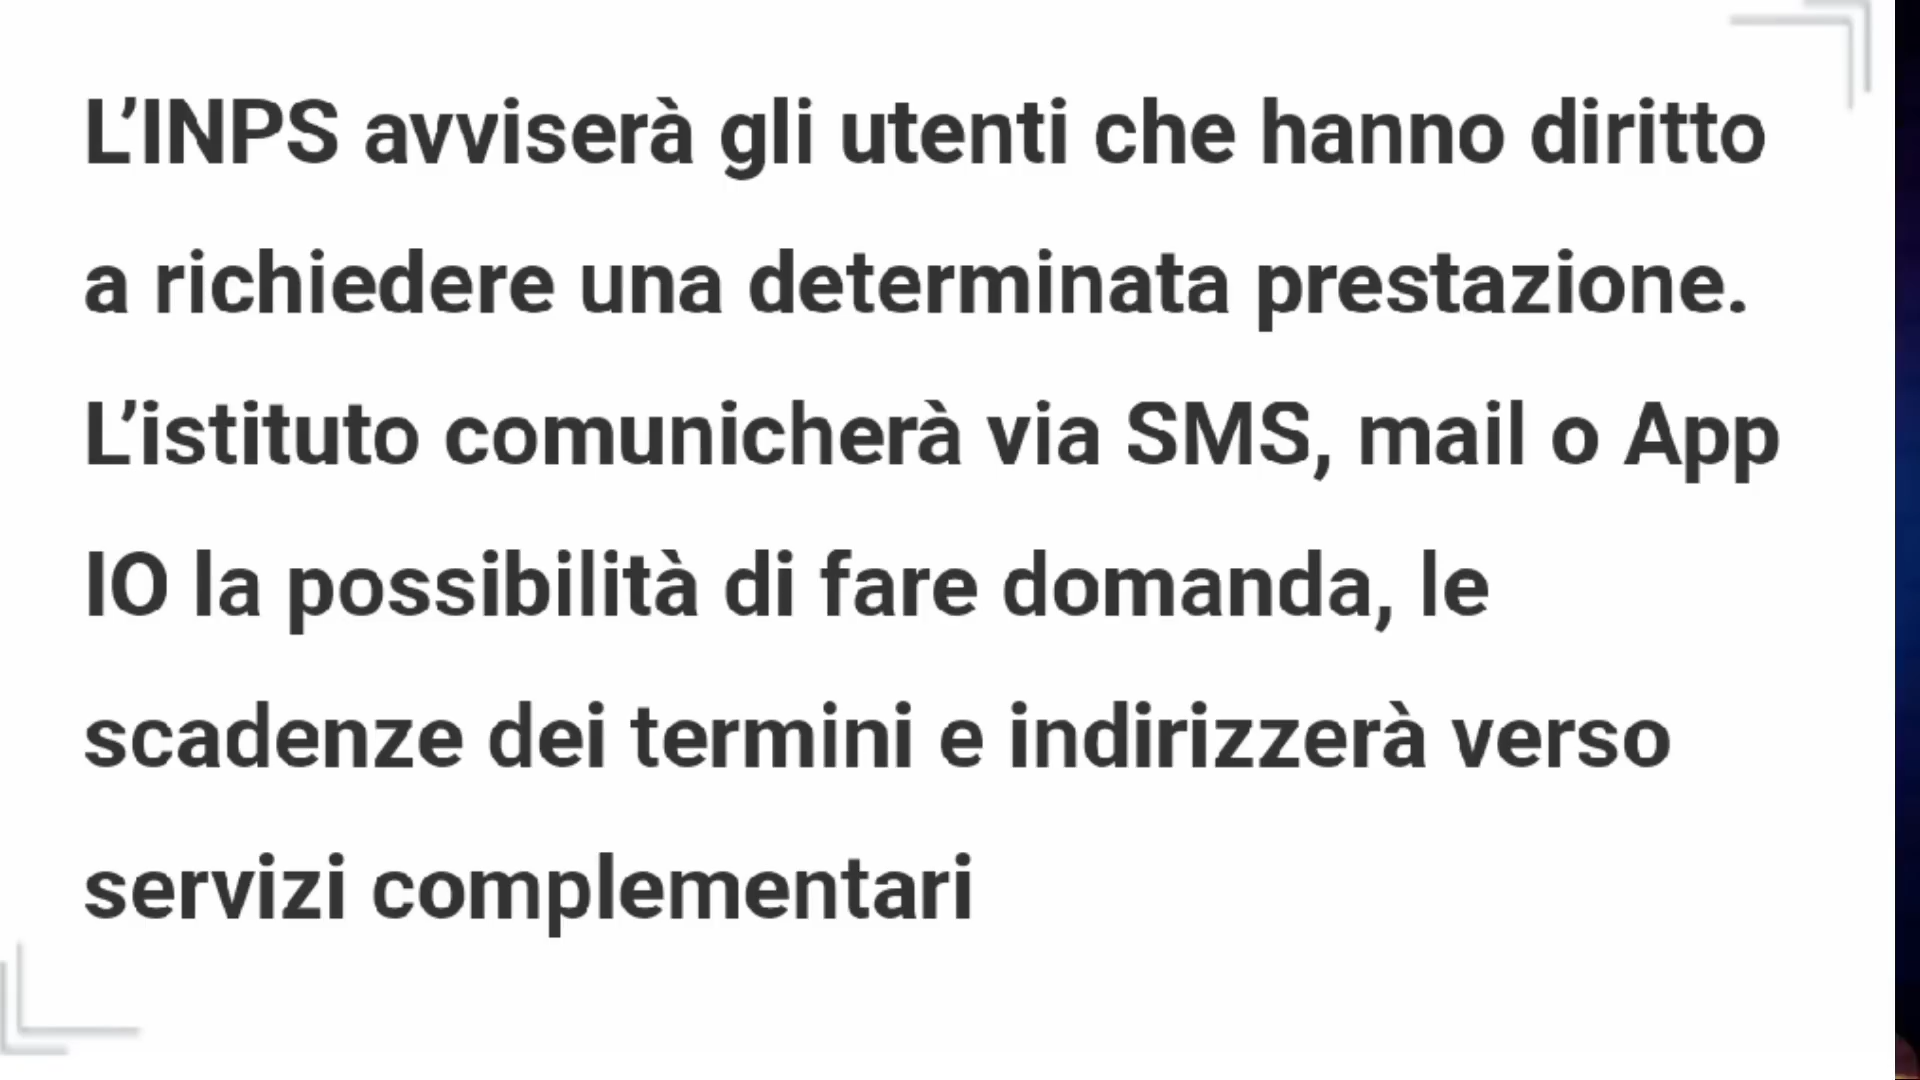 L’INPS avviserà gli utenti che hanno diritto
a richiedere una determinata prestazione.
L’istituto comunicherà via SMS, mail o App
IO la possibilità di fare domanda, le
scadenze dei termini e indirizzerà verso
servizi complementari